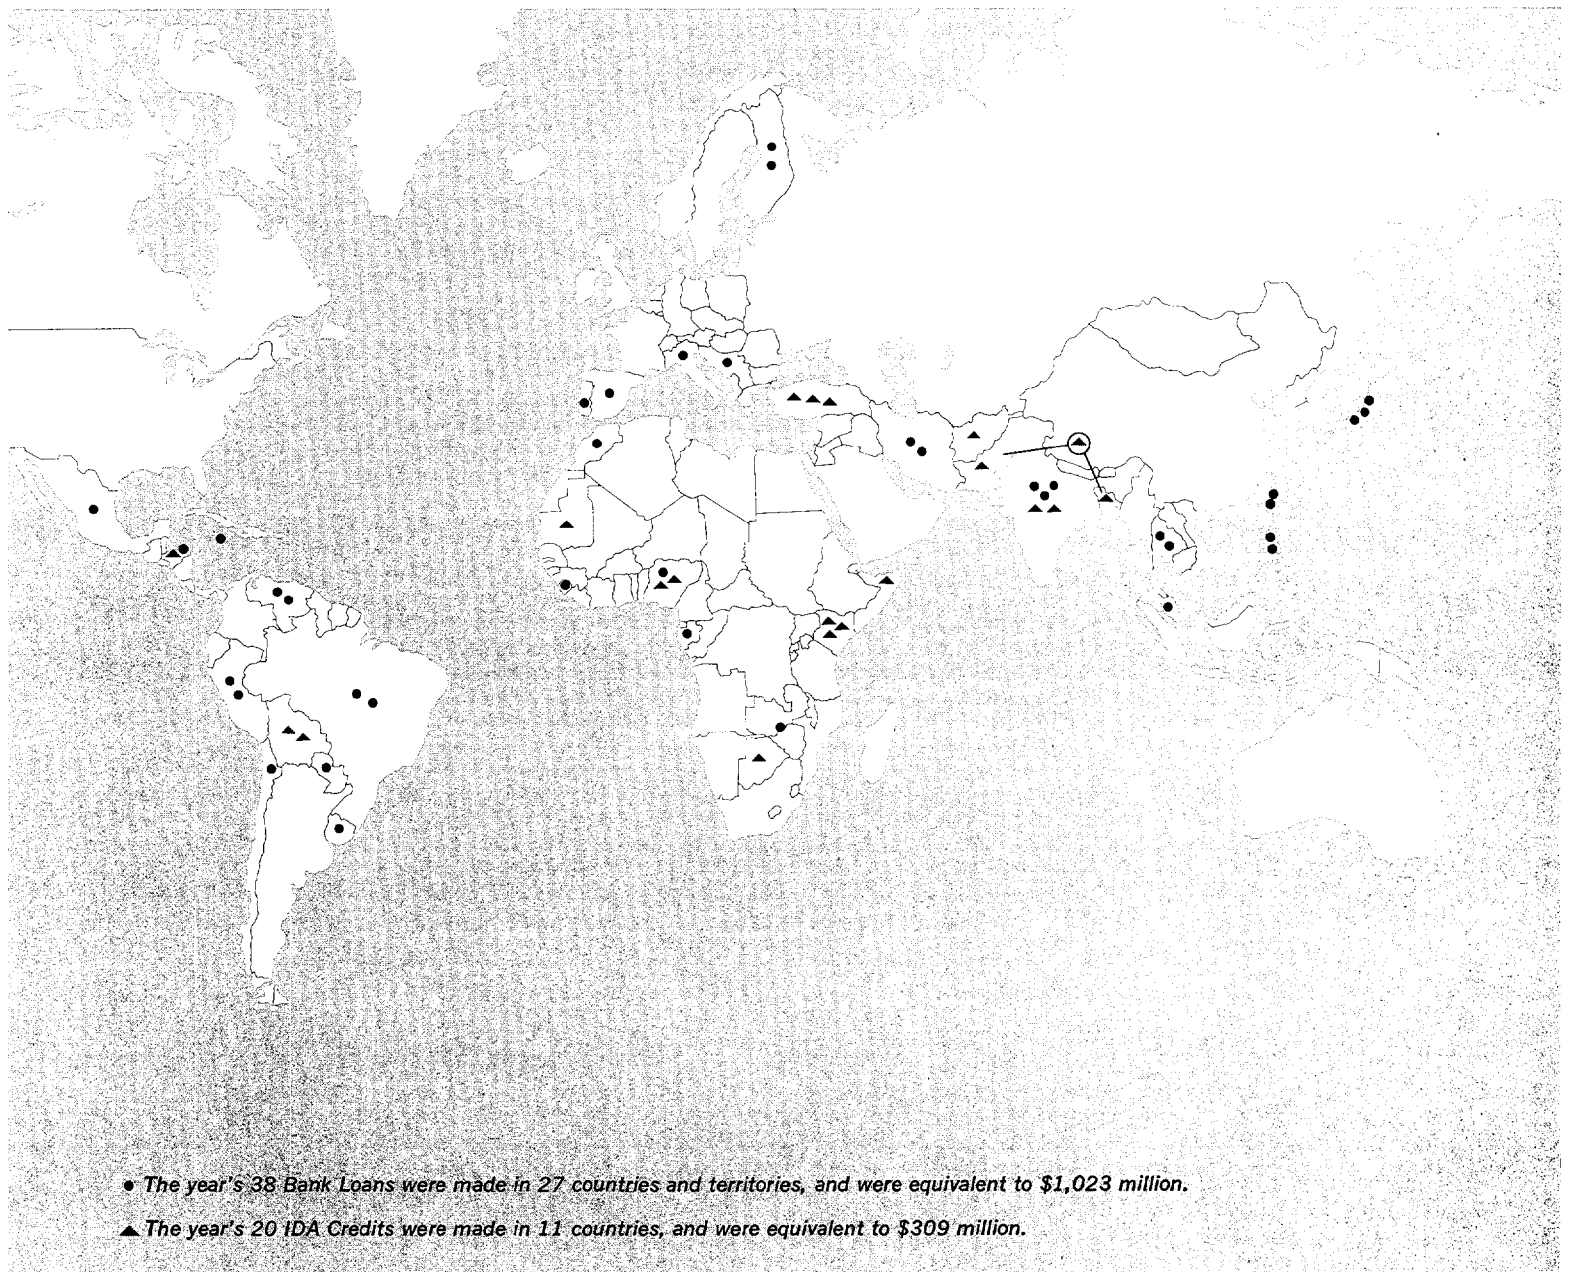 The year's 38 Bank Loans were made in 27 countries and territories, and were equivalent to $1,023 million.
The year's 20 IDA Credits were made in 11 countries, and were equivalent to $309 million.